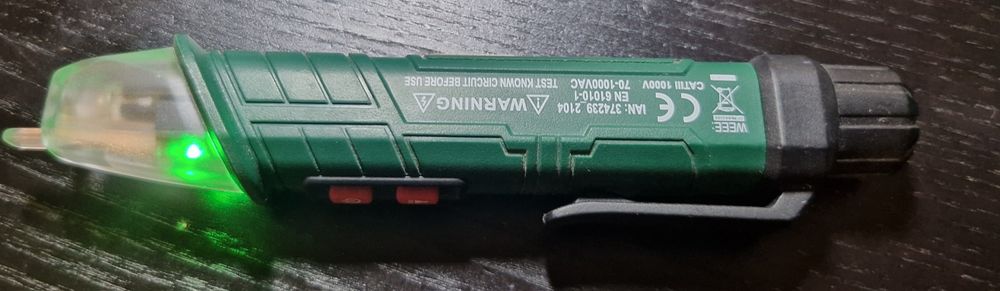 WEEE:
CE
IAN: 374239_2104
EN 61010-1
CATIII 1000V
WARNING
70-1000VAC
TEST KNOWN CIRCUIT BEFORE USE